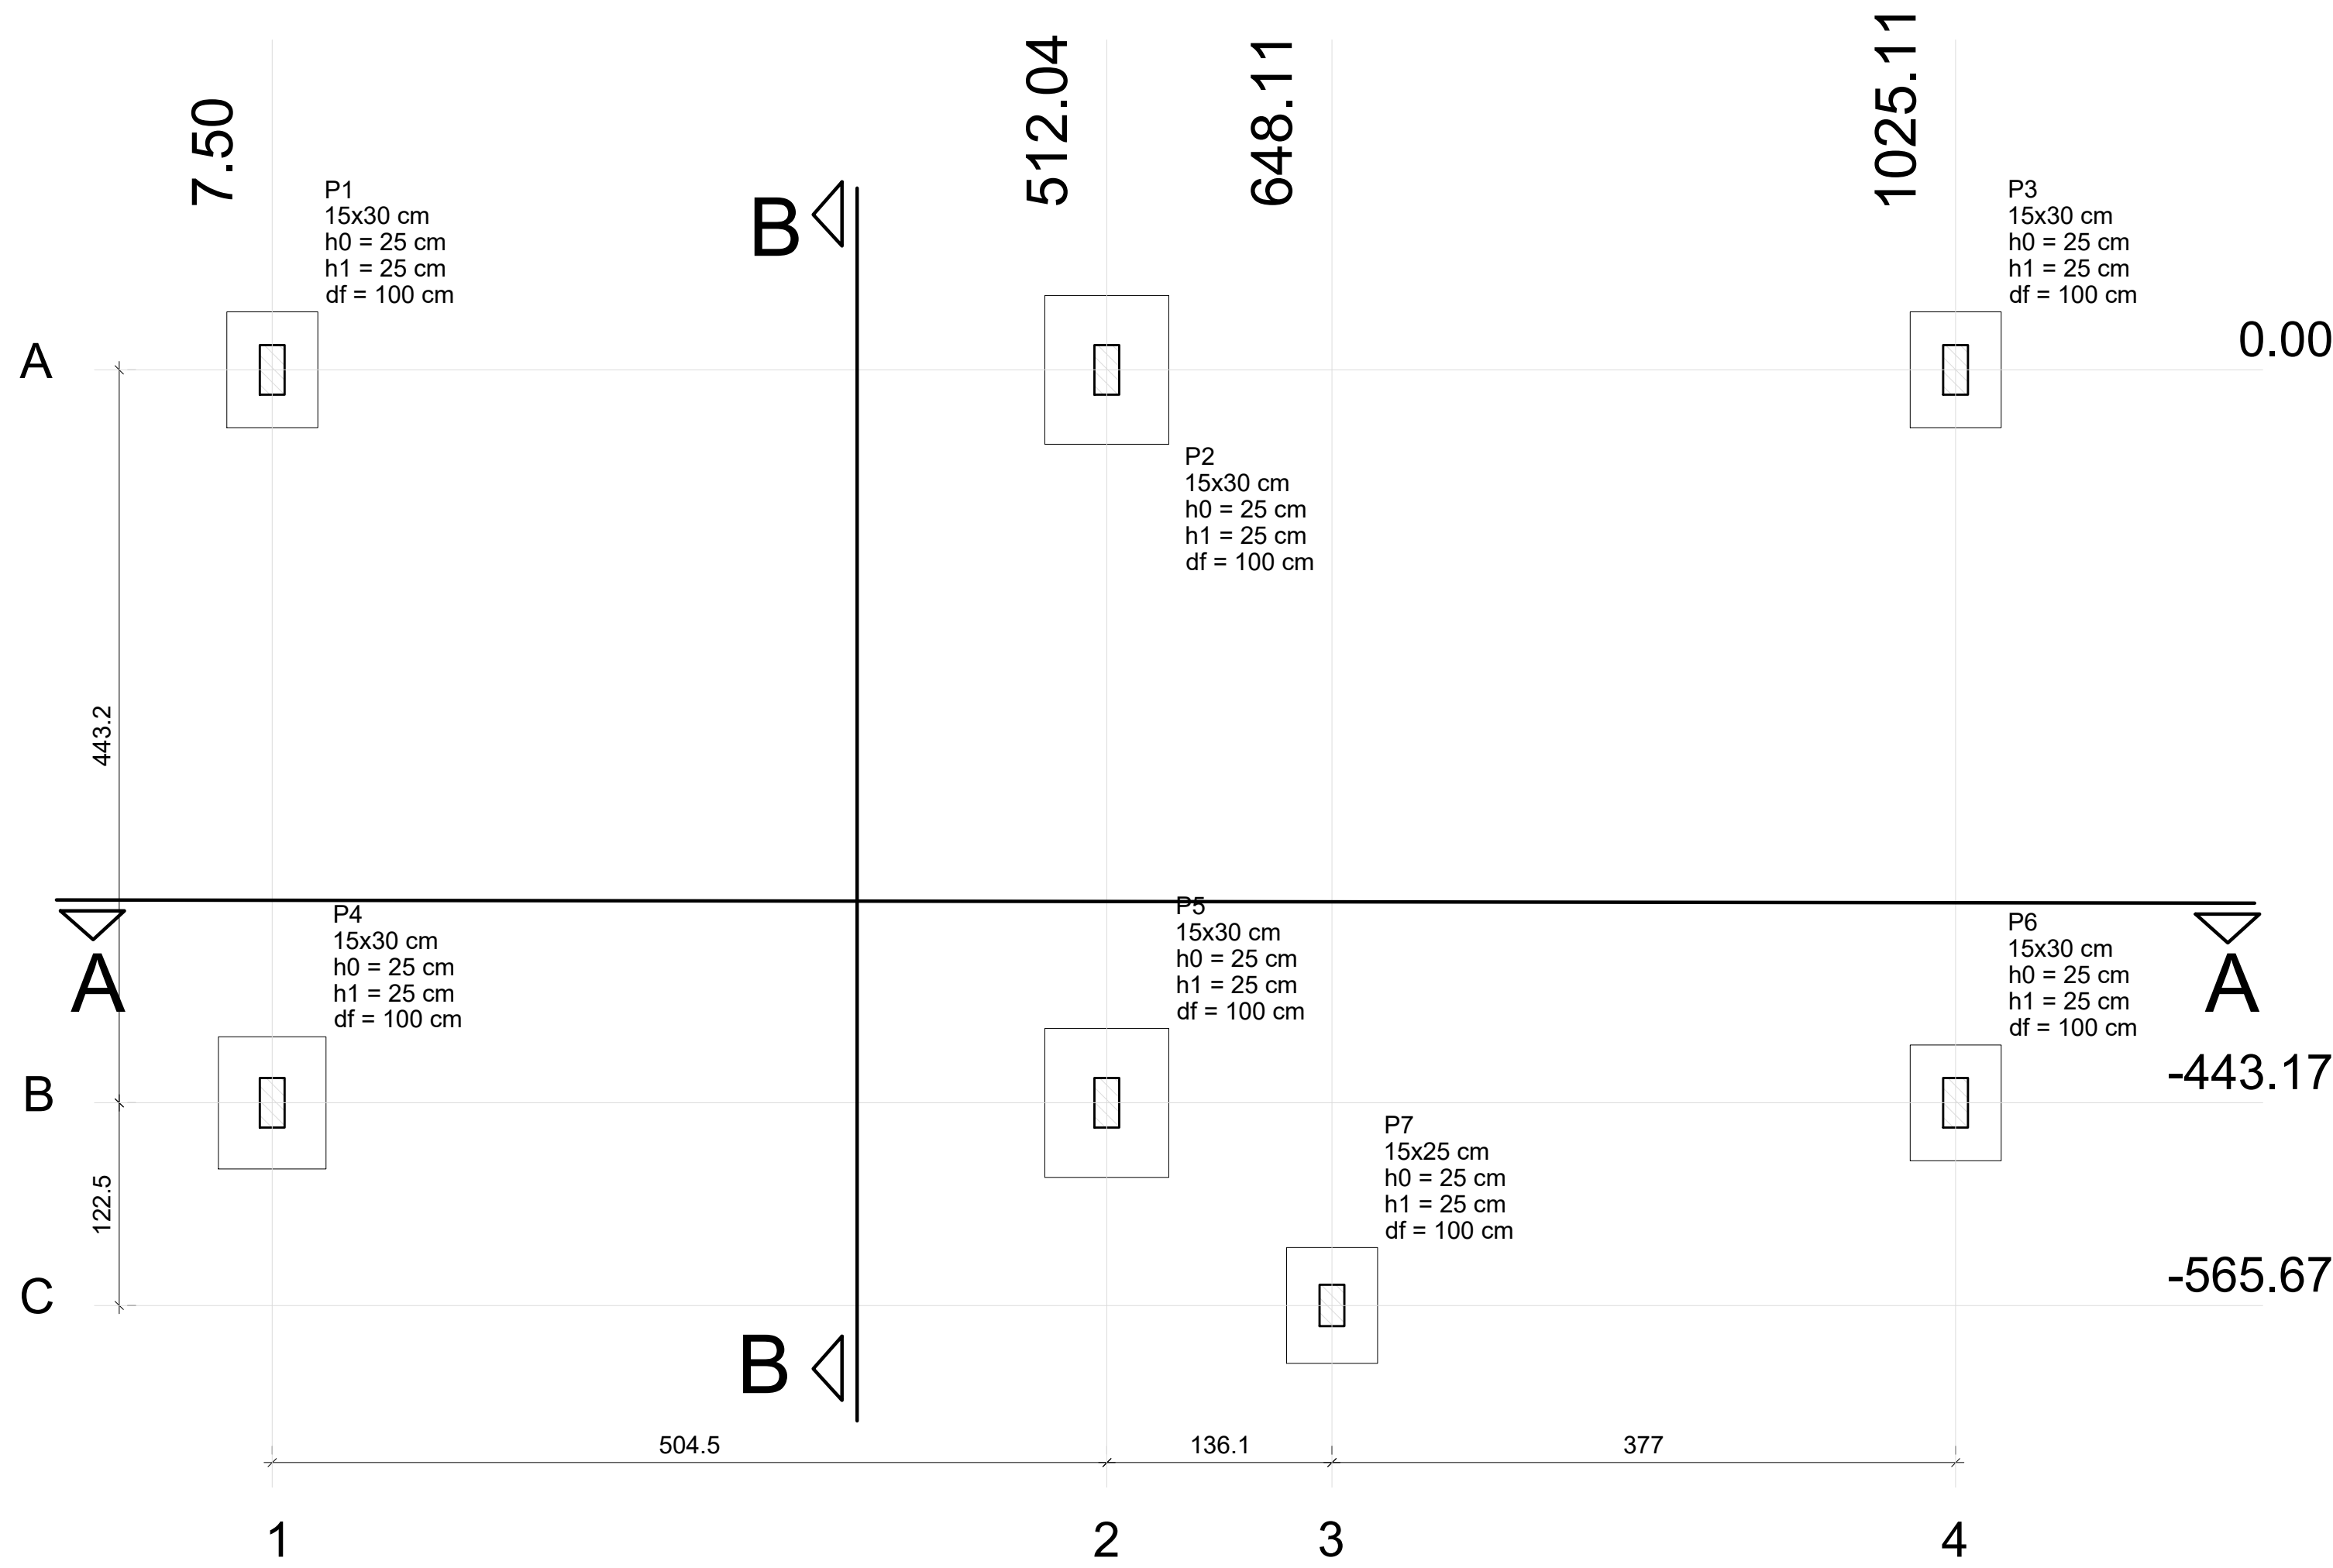 7.50
512.04
648.11
1025.11
P1
15x30 cm
h0 = 25 cm
h1 = 25 cm
df = 100 cm
B
P3
15x30 cm
h0 = 25 cm
h1 = 25 cm
df = 100 cm
A
0.00
P2
15x30 cm
h0 = 25 cm
h1 = 25 cm
df = 100 cm
443.2
P4
15x30 cm
h0 = 25 cm
h1 = 25 cm
df = 100 cm
P5
15x30 cm
h0 = 25 cm
h1 = 25 cm
df = 100 cm
P6
15x30 cm
h0 = 25 cm
h1 = 25 cm
df = 100 cm
A
A
B
-443.17
P7
15x25 cm
h0 = 25 cm
h1 = 25 cm
df = 100 cm
122.5
C
-565.67
B
504.5
136.1
377
1
2
3
4